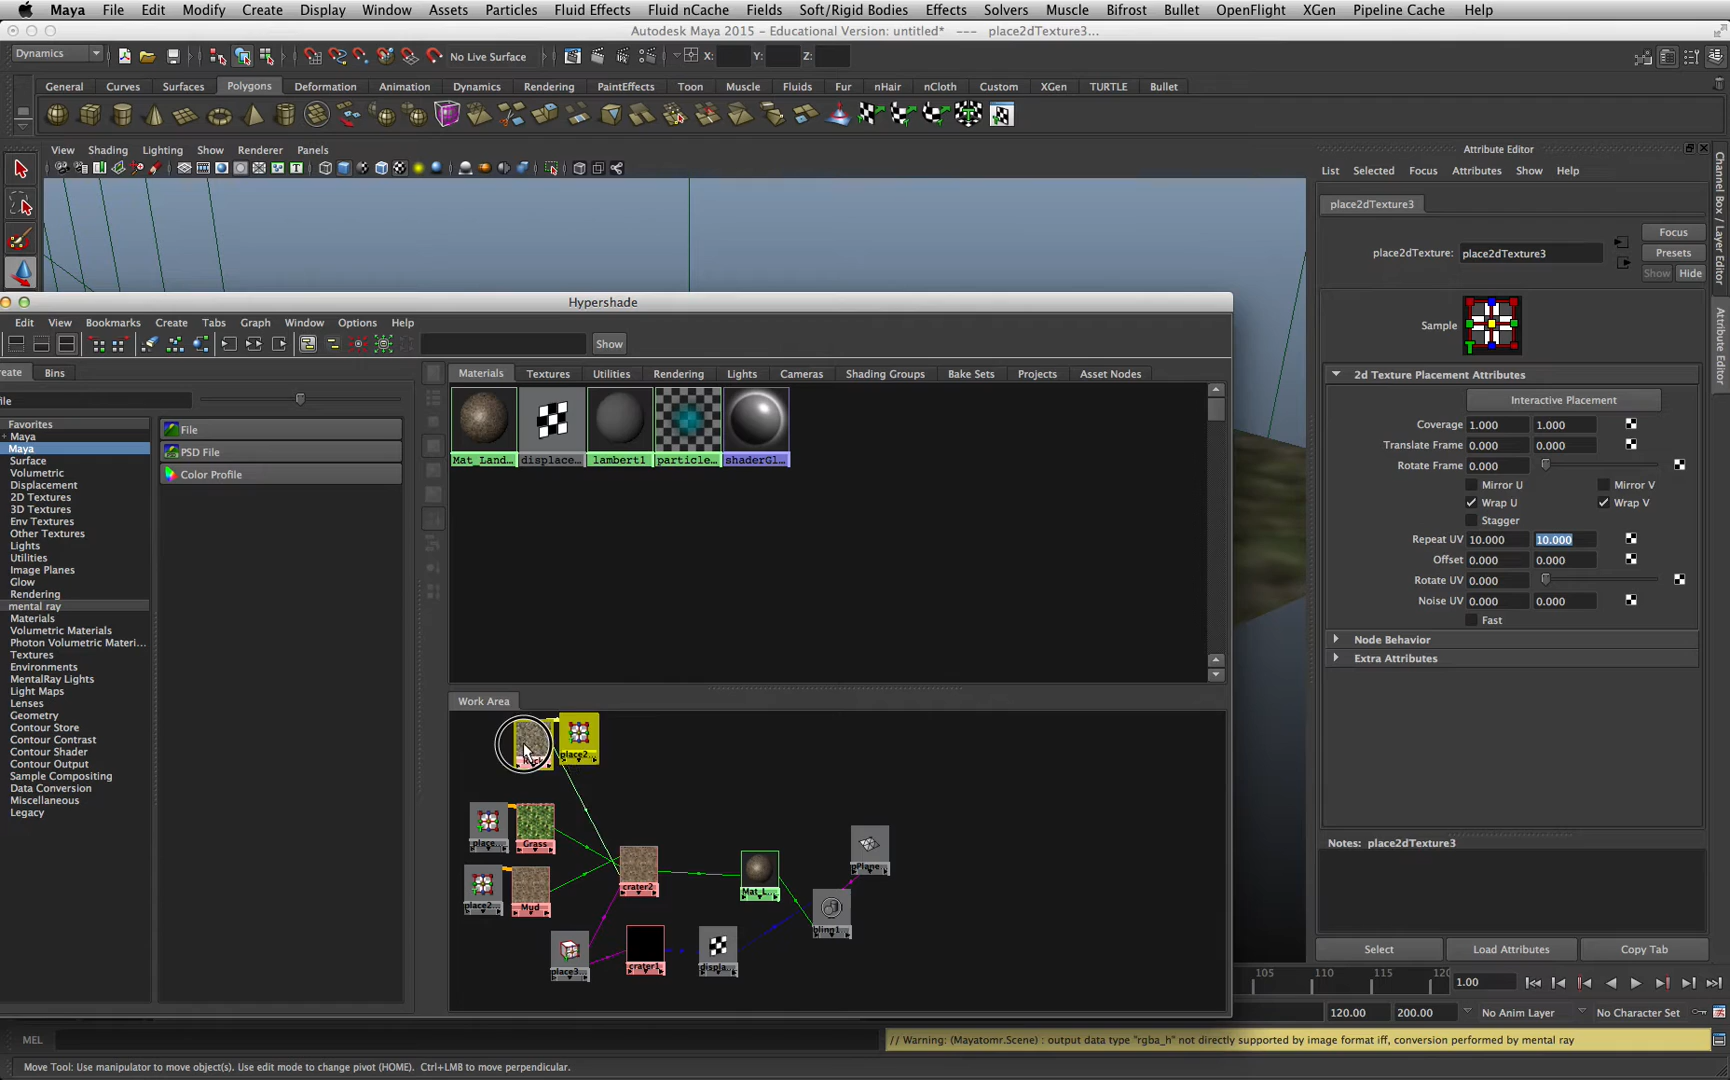 Maya File Edit Modify Create Display Window Assets Particles Fluid Effects Fluid nCache Fields Soft/Rigid Bodies Effects Solvers Muscle Bifrost Bullet OpenFlight XGen Pipeline Cache Help
Autodesk Maya 2015 - Educational Version: untitled* --- place2dTexture3...
Dynamics
No Live Surface
X:
Y:
Z:
General Curves Surfaces Polygons Deformation Animation Dynamics Rendering PaintEffects Toon Muscle Fluids Fur nHair nCloth Custom XGen TURTLE Bullet
View Shading Lighting Show Renderer Panels
Attribute Editor
List Selected Focus Attributes Show Help
place2dTexture3
Focus
place2dTexture: place2dTexture3
Presets
Show Hide
Sample
2d Texture Placement Attributes
Interactive Placement
Coverage 1.000 1.000
Translate Frame 0.000 0.000
Rotate Frame 0.000
Mirror U Mirror V
Wrap U Wrap V
Stagger
Repeat UV 10.000 10.000
Offset 0.000 0.000
Rotate UV 0.000
Noise UV 0.000 0.000
Fast
Node Behavior
Extra Attributes
Notes: place2dTexture3
Select Load Attributes Copy Tab
Channel Box / Layer Editor
Attribute Editor
Hypershade
Edit View Bookmarks Create Tabs Graph Window Options Help
Show
reate Bins
ile
Favorites
+ Maya
Maya
Surface
Volumetric
Displacement
2D Textures
3D Textures
Env Textures
Other Textures
Lights
Utilities
Image Planes
Glow
Rendering
mental ray
Materials
Volumetric Materials
Photon Volumetric Materi...
Textures
Environments
MentalRay Lights
Light Maps
Lenses
Geometry
Contour Store
Contour Contrast
Contour Shader
Contour Output
Sample Compositing
Data Conversion
Miscellaneous
Legacy
File
PSD File
Color Profile
Materials Textures Utilities Rendering Lights Cameras Shading Groups Bake Sets Projects Asset Nodes
Mat_Land... displace... lambert1 particle... shaderGl...
Work Area
place2...
place...
Grass
place2...
Mud
crater2
Mat_L...
pPlane
bling1
place3...
crater1
displa...
105 110 115 120
1.00
120.00 200.00 No Anim Layer No Character Set
MEL
// Warning: (Mayatomr.Scene) : output data type "rgba_h" not directly supported by image format iff, conversion performed by mental ray
Move Tool: Use manipulator to move object(s). Use edit mode to change pivot (HOME). Ctrl+LMB to move perpendicular.